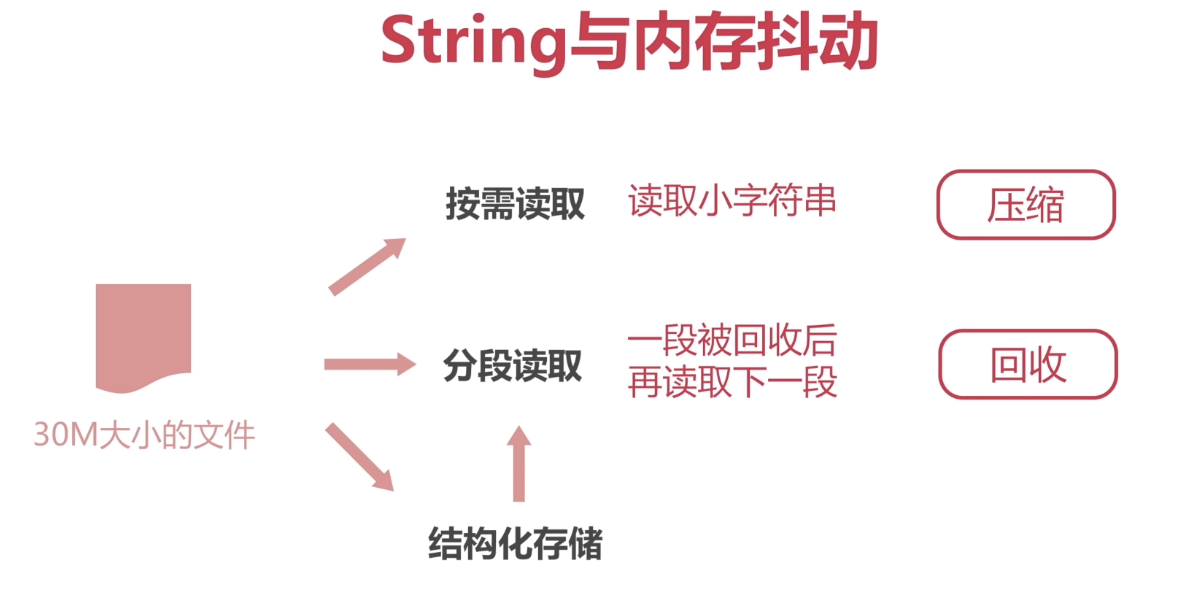 String与内存抖动
按需读取
读取小字符串
压缩
分段读取
一段被回收后
再读取下一段
回收
30M大小的文件
结构化存储